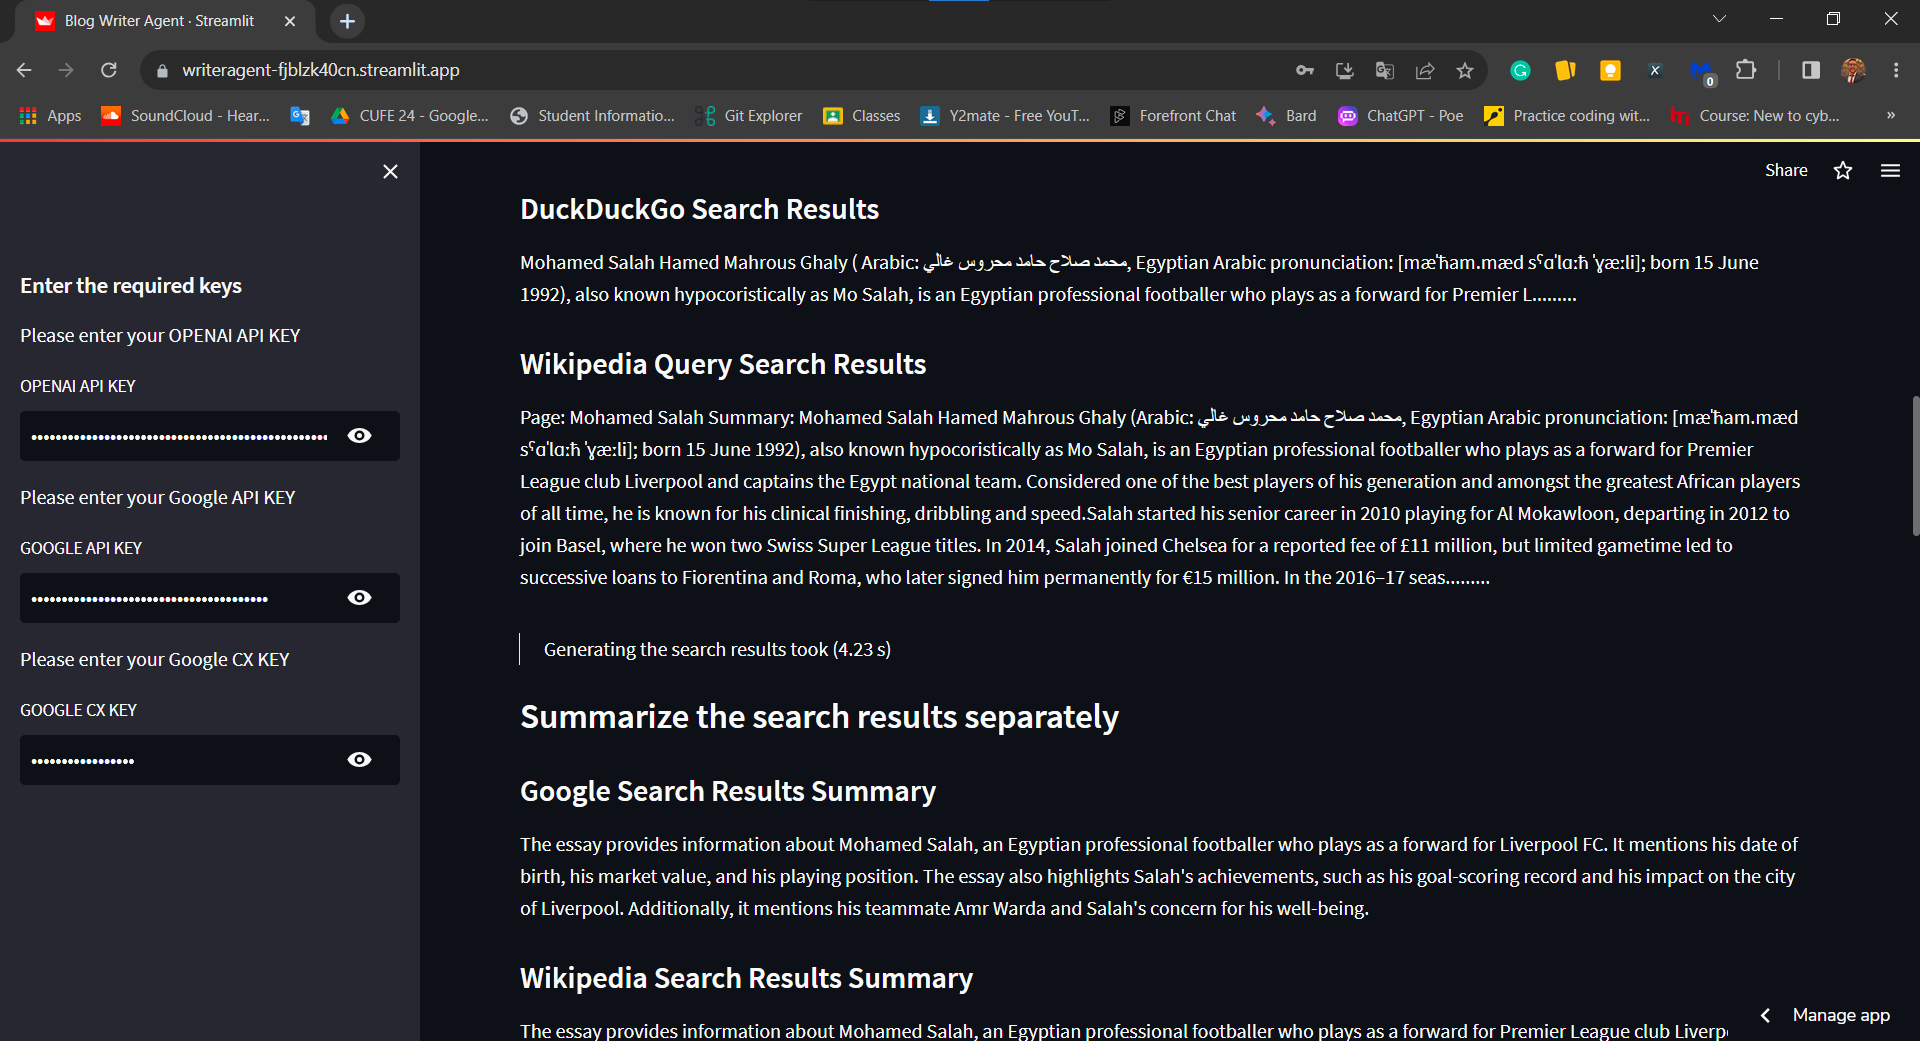 Blog Writer Agent · Streamlit
writeragent-fjblzk40cn.streamlit.app
0
Apps
SoundCloud - Hear...
CUFE 24 - Google...
Student Informatio...
Git Explorer
Classes
Y2mate - Free YouT...
Forefront Chat
Bard
ChatGPT - Poe
Practice coding wit...
Course: New to cyb...
»
Share
Enter the required keys
Please enter your OPENAI API KEY
OPENAI API KEY
Please enter your Google API KEY
GOOGLE API KEY
Please enter your Google CX KEY
GOOGLE CX KEY
DuckDuckGo Search Results
Mohamed Salah Hamed Mahrous Ghaly ( Arabic: محمد صلاح حامد محروس غالي, Egyptian Arabic pronunciation: [mæˈħam.mæd sˤɑˈlɑːħ ˈɣæːli]; born 15 June
1992), also known hypocoristically as Mo Salah, is an Egyptian professional footballer who plays as a forward for Premier L.........
Wikipedia Query Search Results
Page: Mohamed Salah Summary: Mohamed Salah Hamed Mahrous Ghaly (Arabic: محمد صلاح حامد محروس غالي, Egyptian Arabic pronunciation: [mæˈħam.mæd
sˤɑˈlɑːħ ˈɣæːli]; born 15 June 1992), also known hypocoristically as Mo Salah, is an Egyptian professional footballer who plays as a forward for Premier
League club Liverpool and captains the Egypt national team. Considered one of the best players of his generation and amongst the greatest African players
of all time, he is known for his clinical finishing, dribbling and speed.Salah started his senior career in 2010 playing for Al Mokawloon, departing in 2012 to
join Basel, where he won two Swiss Super League titles. In 2014, Salah joined Chelsea for a reported fee of £11 million, but limited gametime led to
successive loans to Fiorentina and Roma, who later signed him permanently for €15 million. In the 2016–17 seas.........
Generating the search results took (4.23 s)
Summarize the search results separately
Google Search Results Summary
The essay provides information about Mohamed Salah, an Egyptian professional footballer who plays as a forward for Liverpool FC. It mentions his date of
birth, his market value, and his playing position. The essay also highlights Salah's achievements, such as his goal-scoring record and his impact on the city
of Liverpool. Additionally, it mentions his teammate Amr Warda and Salah's concern for his well-being.
Wikipedia Search Results Summary
The essay provides information about Mohamed Salah, an Egyptian professional footballer who plays as a forward for Premier League club Liverp
Manage app